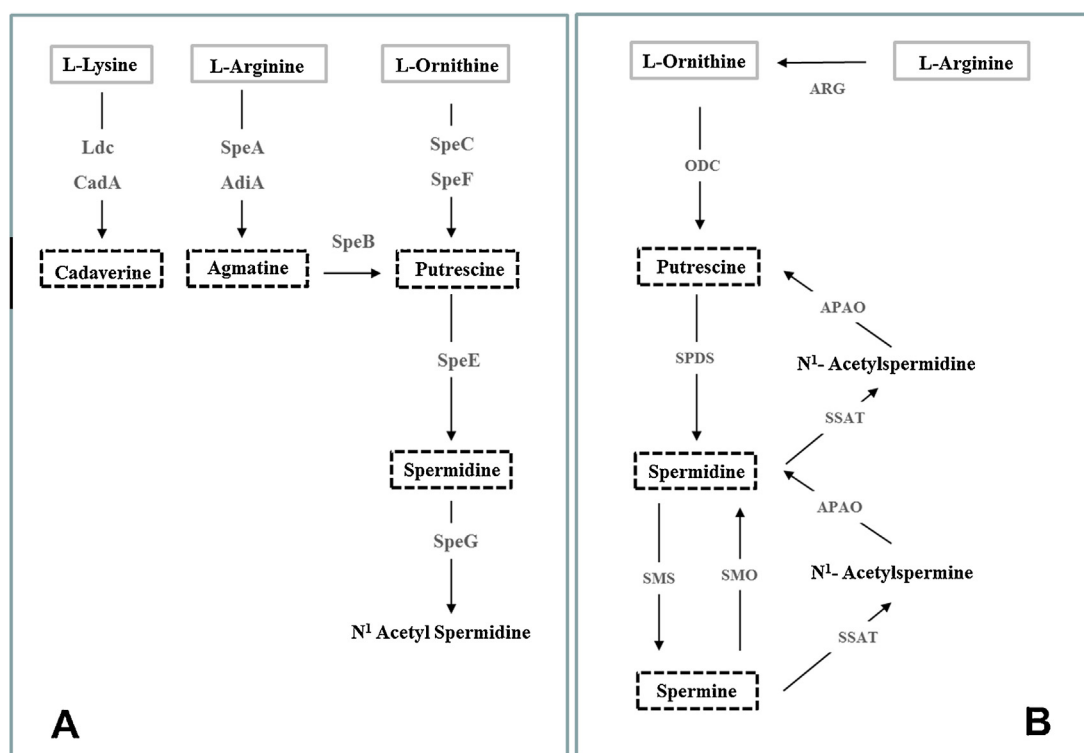 L-Lysine
L-Arginine
L-Ornithine
Ldc
SpeA
SpeC
CadA
AdiA
SpeF
Cadaverine
Agmatine
SpeB
Putrescine
SpeE
Spermidine
SpeG
N¹ Acetyl Spermidine
A
L-Ornithine
L-Arginine
ARG
ODC
Putrescine
APAO
N¹- Acetylspermidine
SPDS
SSAT
Spermidine
APAO
N¹- Acetylspermine
SMS
SMO
SSAT
Spermine
B